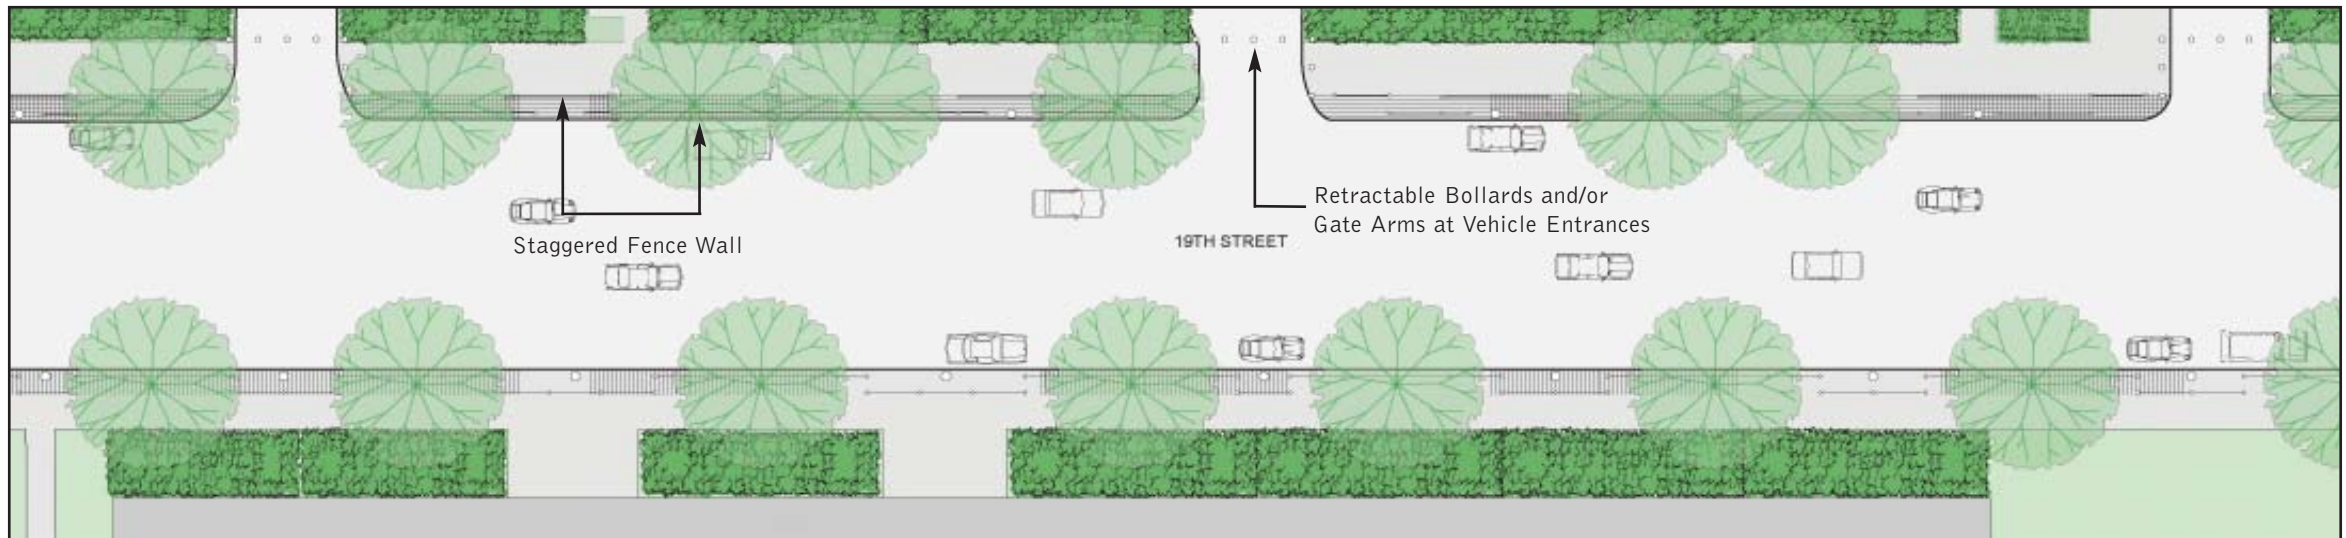 Retractable Bollards and/or
Gate Arms at Vehicle Entrances
19TH STREET
Staggered Fence Wall